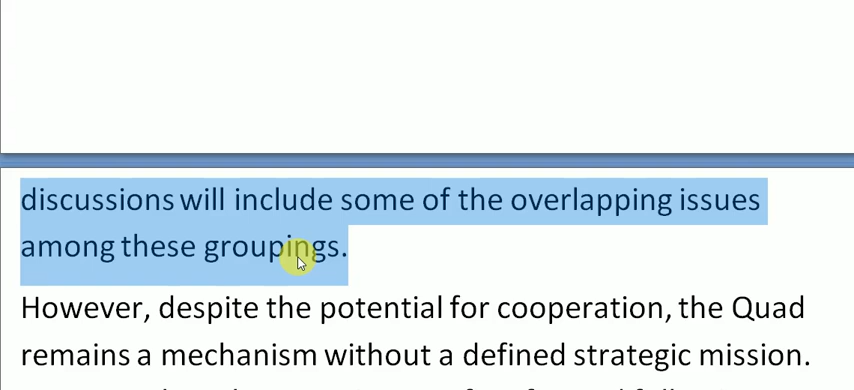 discussions will include some of the overlapping issues
among these groupings.
However, despite the potential for cooperation, the Quad
remains a mechanism without a defined strategic mission.